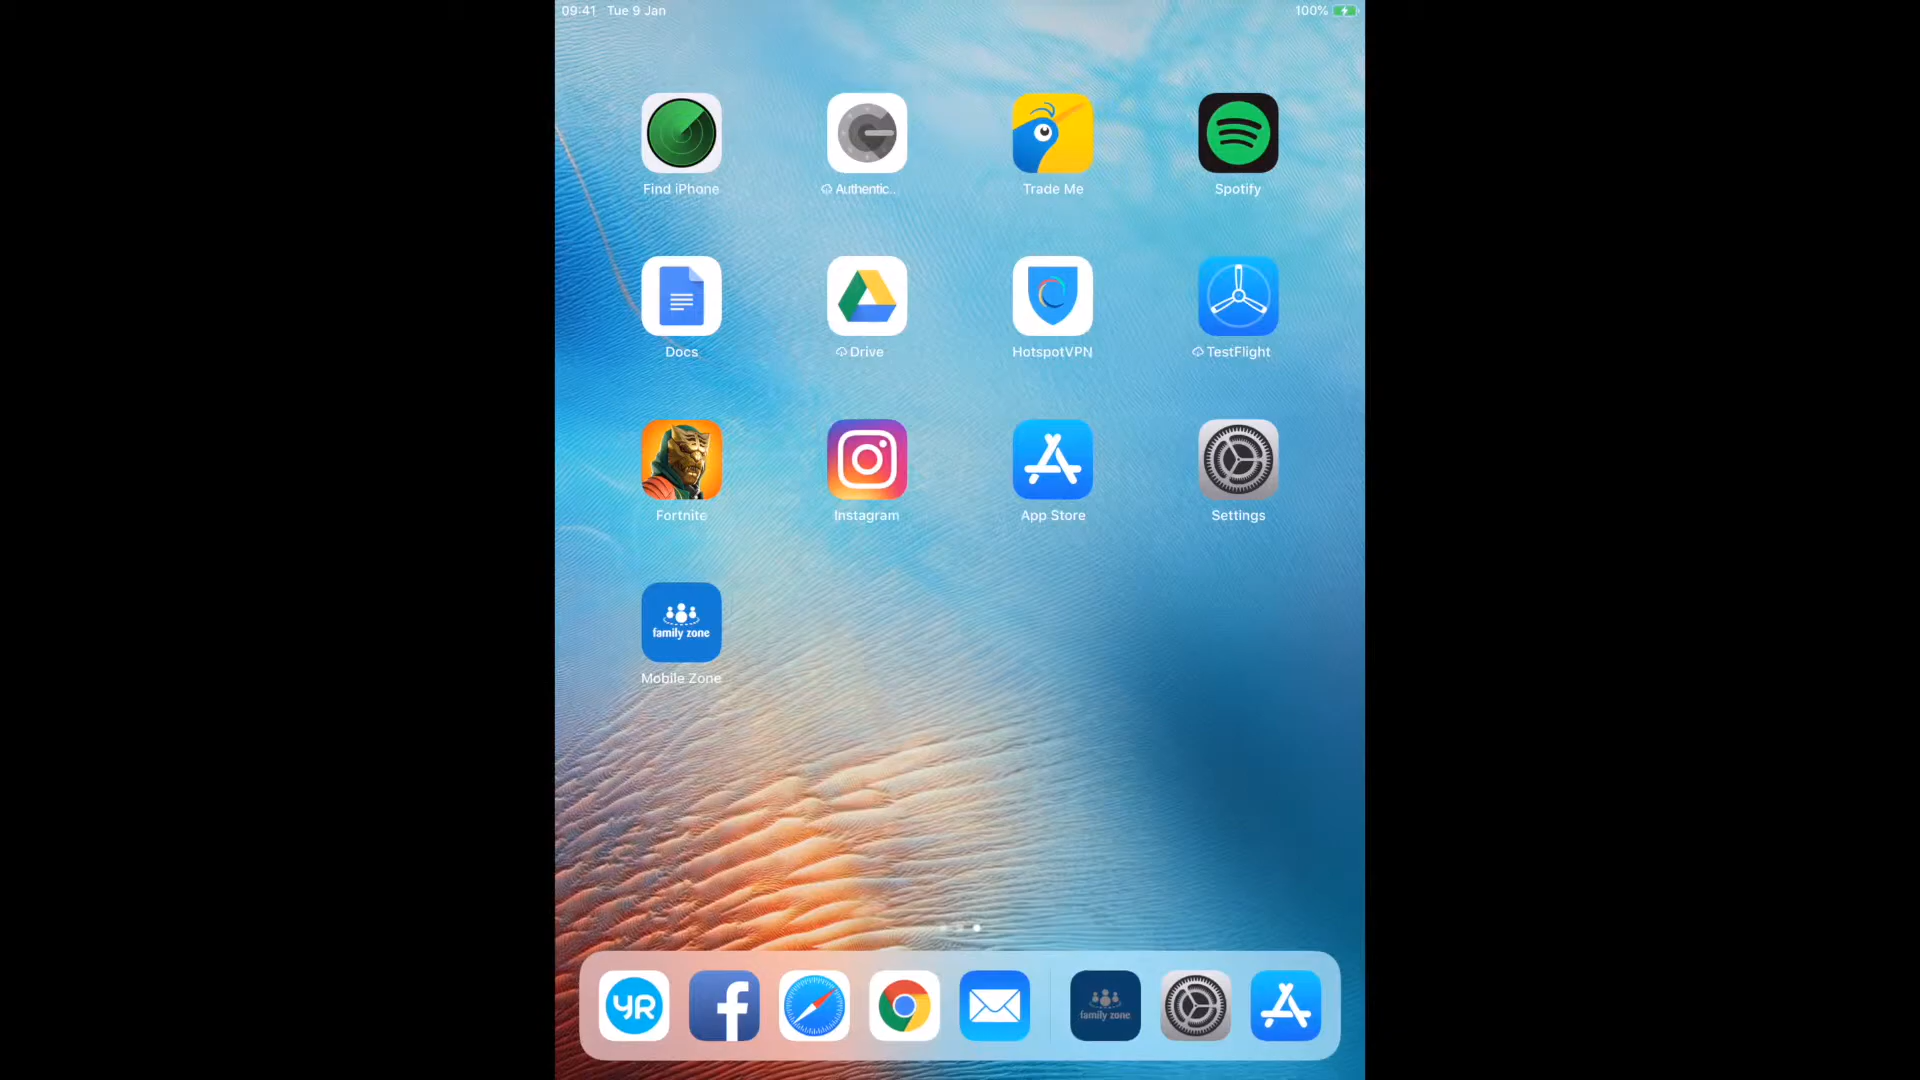 09:41 Tue 9 Jan 100%
Find iPhone
Authentic...
Trade Me
Spotify
Docs
Drive
HotspotVPN
TestFlight
Fortnite
Instagram
App Store
Settings
family zone
Mobile Zone
YR
family zone